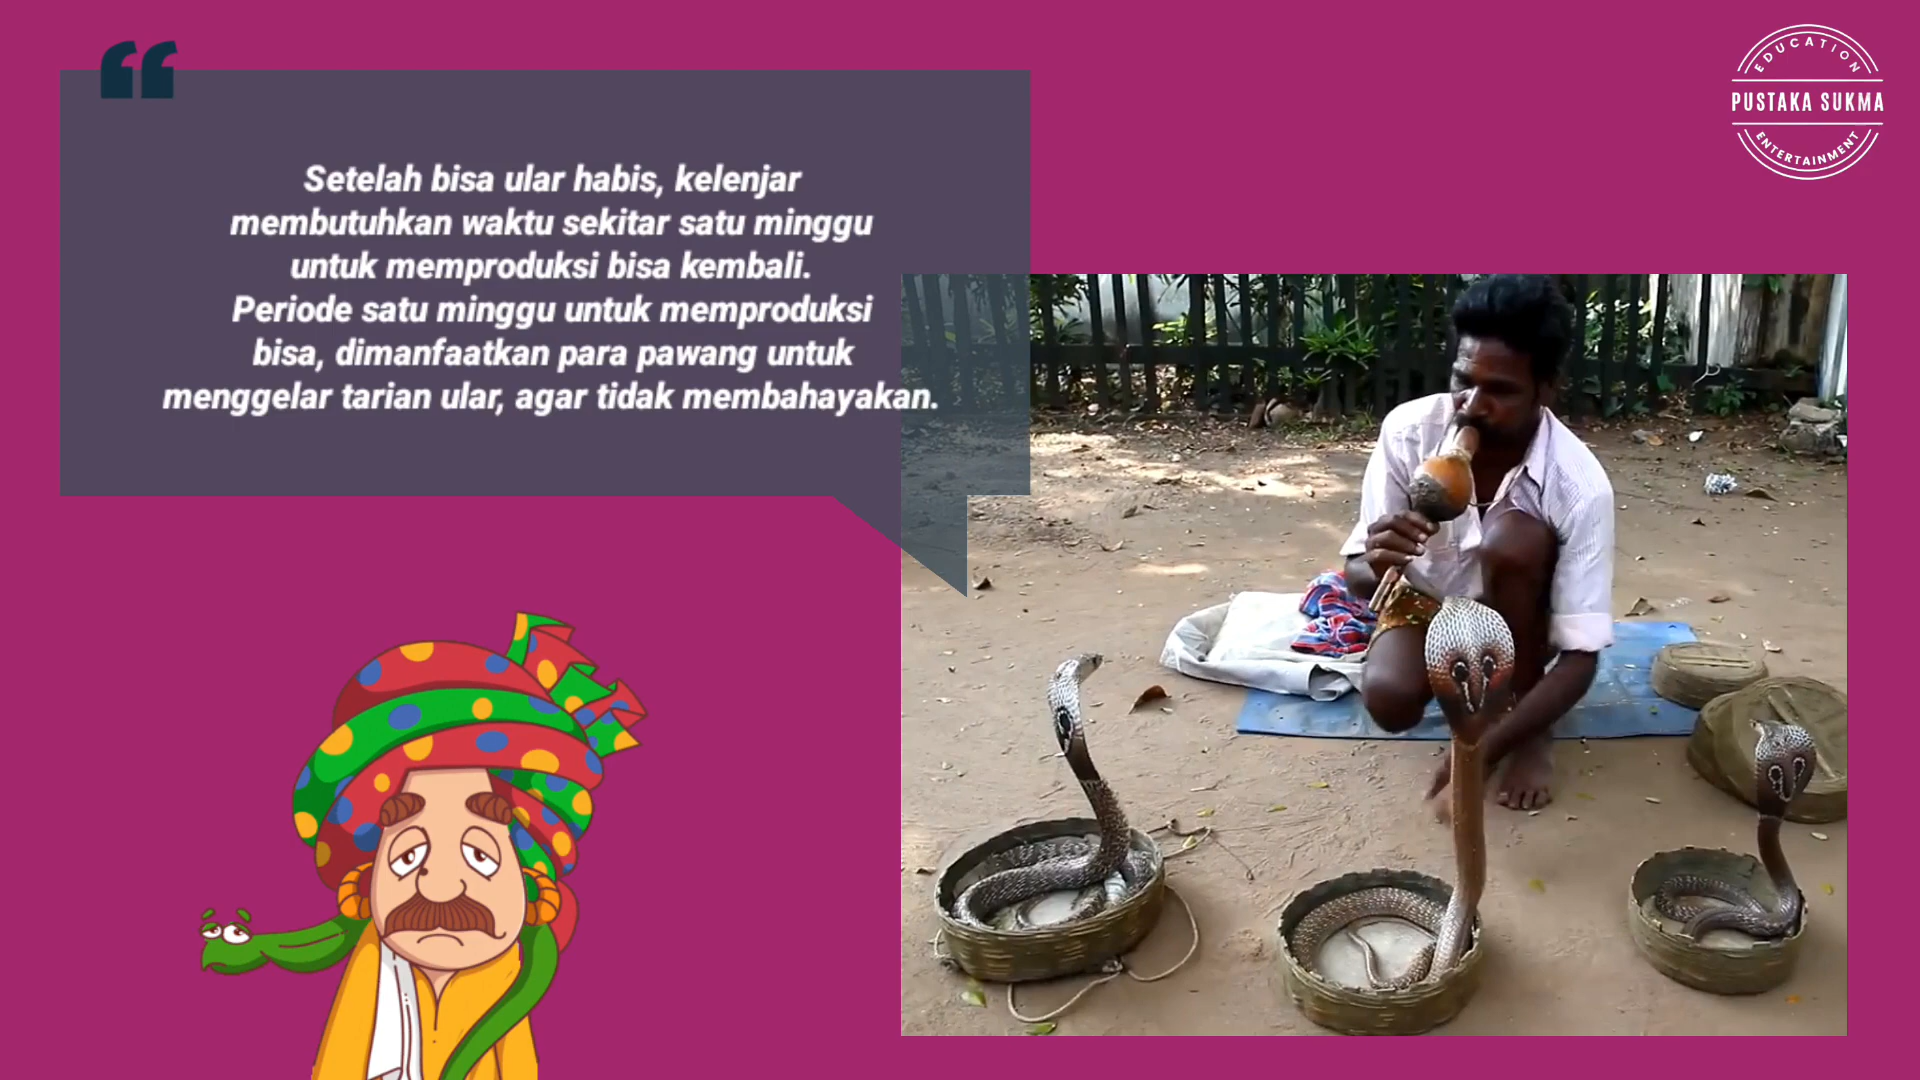 Setelah bisa ular habis, kelenjar
membutuhkan waktu sekitar satu minggu
untuk memproduksi bisa kembali.
Periode satu minggu untuk memproduksi
bisa, dimanfaatkan para pawang untuk
menggelar tarian ular, agar tidak membahayakan.
EDUCATION
PUSTAKA SUKMA
ENTERTAINMENT